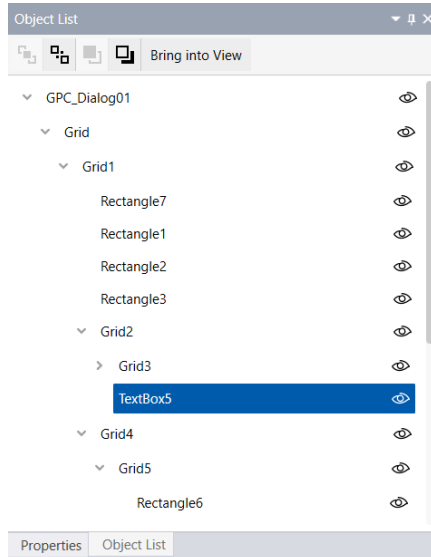 Object List
Bring into View
GPC_Dialog01
Grid
Grid1
Rectangle7
Rectangle1
Rectangle2
Rectangle3
Grid2
Grid3
TextBox5
Grid4
Grid5
Rectangle6
Properties Object List